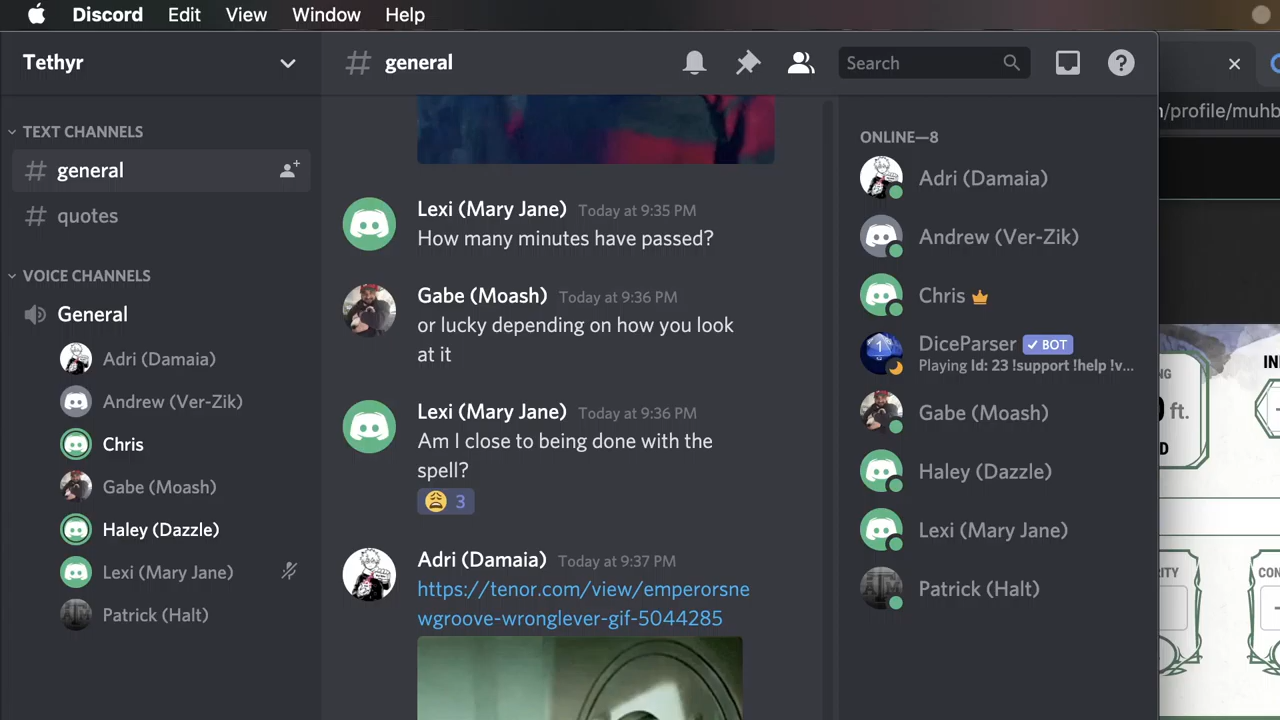 Discord Edit View Window Help
Tethyr
general
Search
TEXT CHANNELS
general
quotes
VOICE CHANNELS
General
Adri (Damaia)
Andrew (Ver-Zik)
Chris
Gabe (Moash)
Haley (Dazzle)
Lexi (Mary Jane)
Patrick (Halt)
Lexi (Mary Jane) Today at 9:35 PM
How many minutes have passed?
Gabe (Moash) Today at 9:36 PM
or lucky depending on how you look
at it
Lexi (Mary Jane) Today at 9:36 PM
Am I close to being done with the
spell?
3
Adri (Damaia) Today at 9:37 PM
https://tenor.com/view/emperorsne
wgroove-wronglever-gif-5044285
ONLINE—8
Adri (Damaia)
Andrew (Ver-Zik)
Chris
DiceParser BOT
Playing Id: 23 !support !help !v...
Gabe (Moash)
Haley (Dazzle)
Lexi (Mary Jane)
Patrick (Halt)
/profile/muhb
ft.